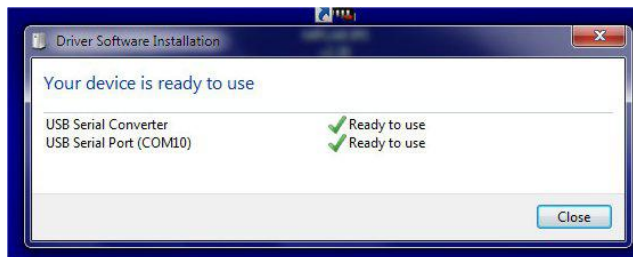 Driver Software Installation
Your device is ready to use
USB Serial Converter Ready to use
USB Serial Port (COM10) Ready to use
Close